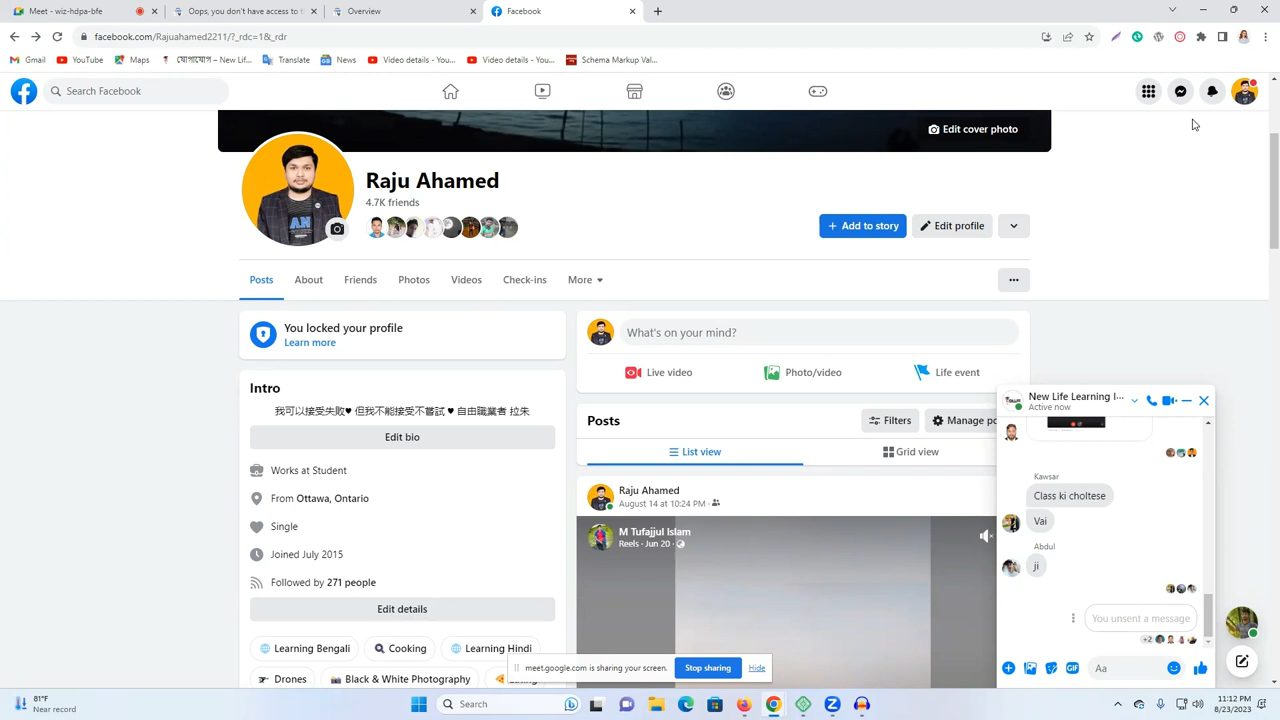 Meet - wiz-hdpa-bfe
Oops, you don't have access to t
Overview
Facebook
facebook.com/Rajuahamed2211/?_rdc=1&_rdr
Gmail
YouTube
Maps
যোগাযোগ – New Life...
Translate
News
Video details - You...
Video details - You...
Schema Markup Val...
Search Facebook
Edit cover photo
Raju Ahamed
4.7K friends
Add to story
Edit profile
Posts
About
Friends
Photos
Videos
Check-ins
More
You locked your profile
Learn more
What's on your mind?
Live video
Photo/video
Life event
Intro
我可以接受失敗♥ 但我不能接受不嘗試 ♥ 自由職業者 拉朱
Edit bio
Works at Student
From Ottawa, Ontario
Single
Joined July 2015
Followed by 271 people
Edit details
Learning Bengali
Cooking
Learning Hindi
Drones
Black & White Photography
Posts
Filters
Manage po
List view
Grid view
Raju Ahamed
August 14 at 10:24 PM
M Tufajjul Islam
Reels · Jun 20
New Life Learning I...
Active now
Kawsar
Class ki choltese
Vai
Abdul
ji
You unsent a message
+2
GIF
Aa
meet.google.com is sharing your screen.
Stop sharing
Hide
81°F
Near record
Search
11:12 PM
8/23/2023